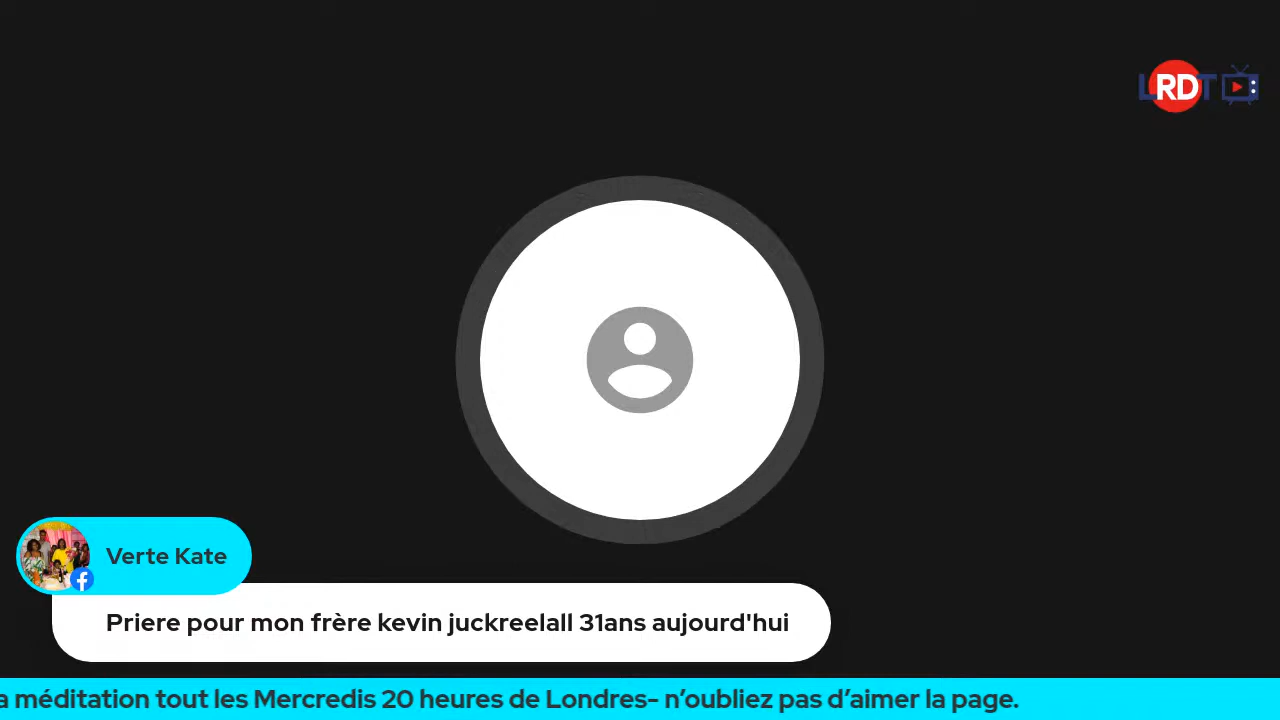 LRDT
Verte Kate
Priere pour mon frère kevin juckreelall 31ans aujourd'hui
a méditation tout les Mercredis 20 heures de Londres- n’oubliez pas d’aimer la page.